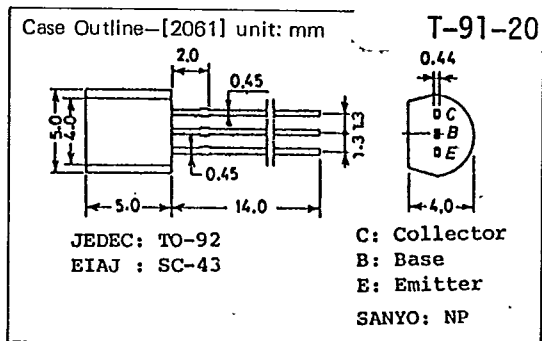 Case Outline—[2061] unit: mm
T-91-20
2.0
0.45
0.44
5.0
4.0
1.3
1.3
C
B
E
0.45
5.0
14.0
4.0
JEDEC: TO-92
EIAJ : SC-43
C: Collector
B: Base
E: Emitter
SANYO: NP